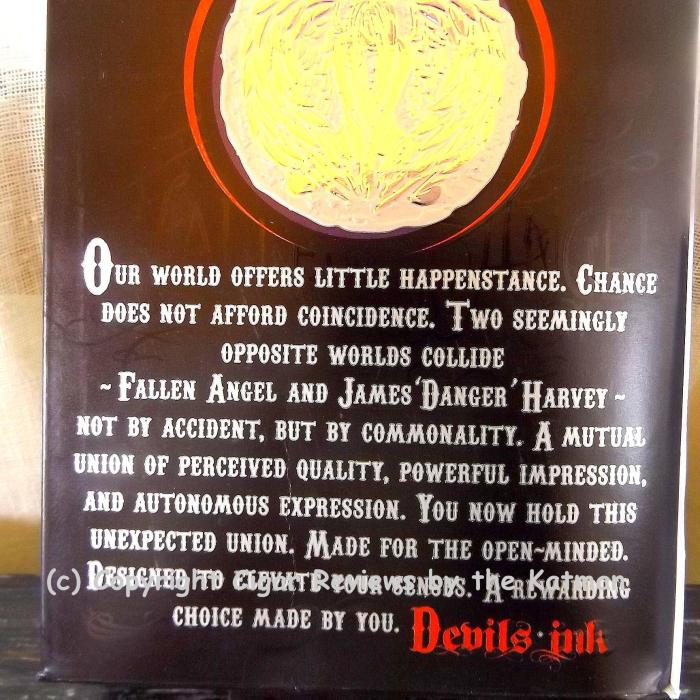 Our world offers little happenstance. Chance
does not afford coincidence. Two seemingly
opposite worlds collide
~ Fallen Angel and James 'Danger' Harvey ~
not by accident, but by commonality. A mutual
union of perceived quality, powerful impression,
and autonomous expression. You now hold this
unexpected union. Made for the open-minded.
Designed to elevate your senses. A rewarding
(c) Copyright Cigar Reviews by the Katman
choice made by you. Devils·ink